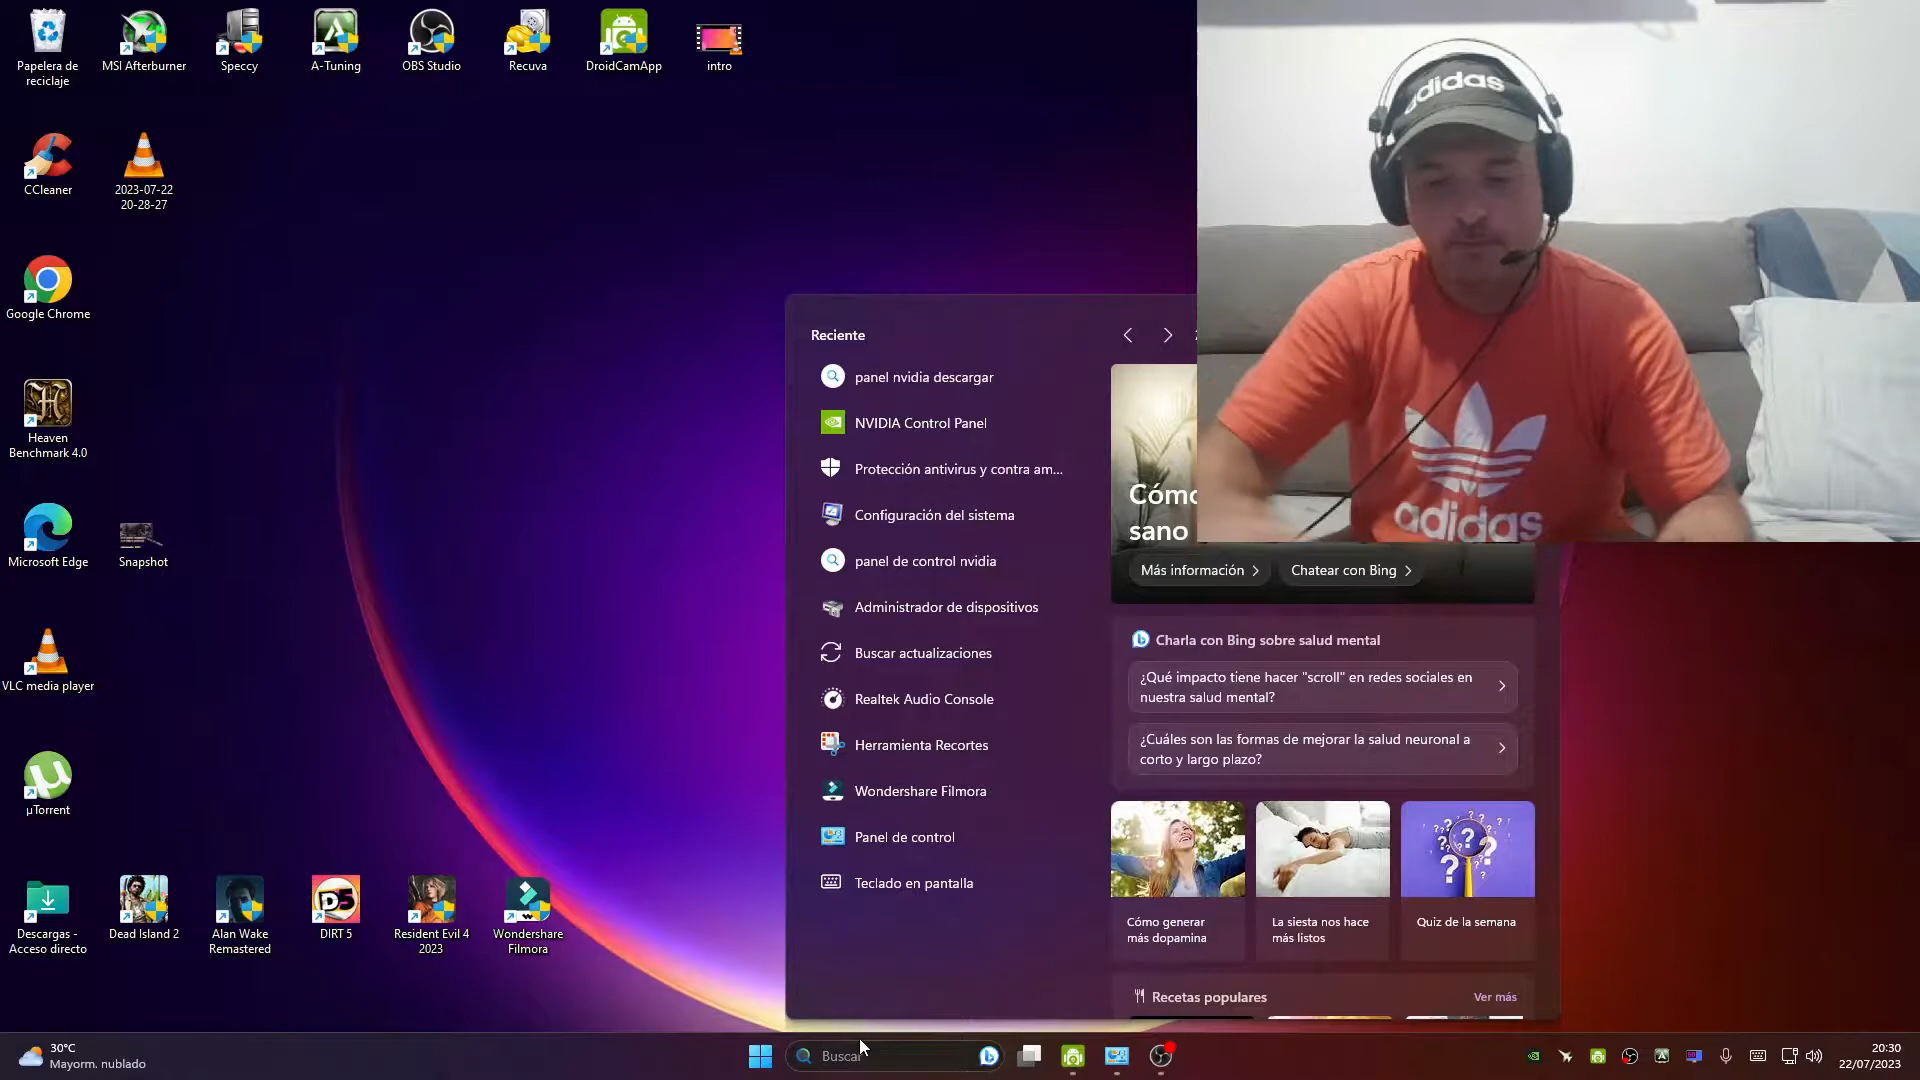 Papelera de
reciclaje
MSI Afterburner
Speccy
A-Tuning
OBS Studio
Recuva
DroidCamApp
intro
CCleaner
2023-07-22
20-28-27
Google Chrome
Heaven
Benchmark 4.0
Microsoft Edge
Snapshot
VLC media player
µTorrent
Descargas -
Acceso directo
Dead Island 2
Alan Wake
Remastered
DIRT 5
Resident Evil 4
2023
Wondershare
Filmora
Reciente
panel nvidia descargar
NVIDIA Control Panel
Protección antivirus y contra am...
Configuración del sistema
panel de control nvidia
Administrador de dispositivos
Buscar actualizaciones
Realtek Audio Console
Herramienta Recortes
Wondershare Filmora
Panel de control
Teclado en pantalla
Cómo
sano
Más información
Chatear con Bing
Charla con Bing sobre salud mental
¿Qué impacto tiene hacer "scroll" en redes sociales en
nuestra salud mental?
¿Cuáles son las formas de mejorar la salud neuronal a
corto y largo plazo?
Cómo generar
más dopamina
La siesta nos hace
más listos
Quiz de la semana
Recetas populares
Ver más
adidas
adidas
30°C
Mayorm. nublado
Buscar
20:30
22/07/2023